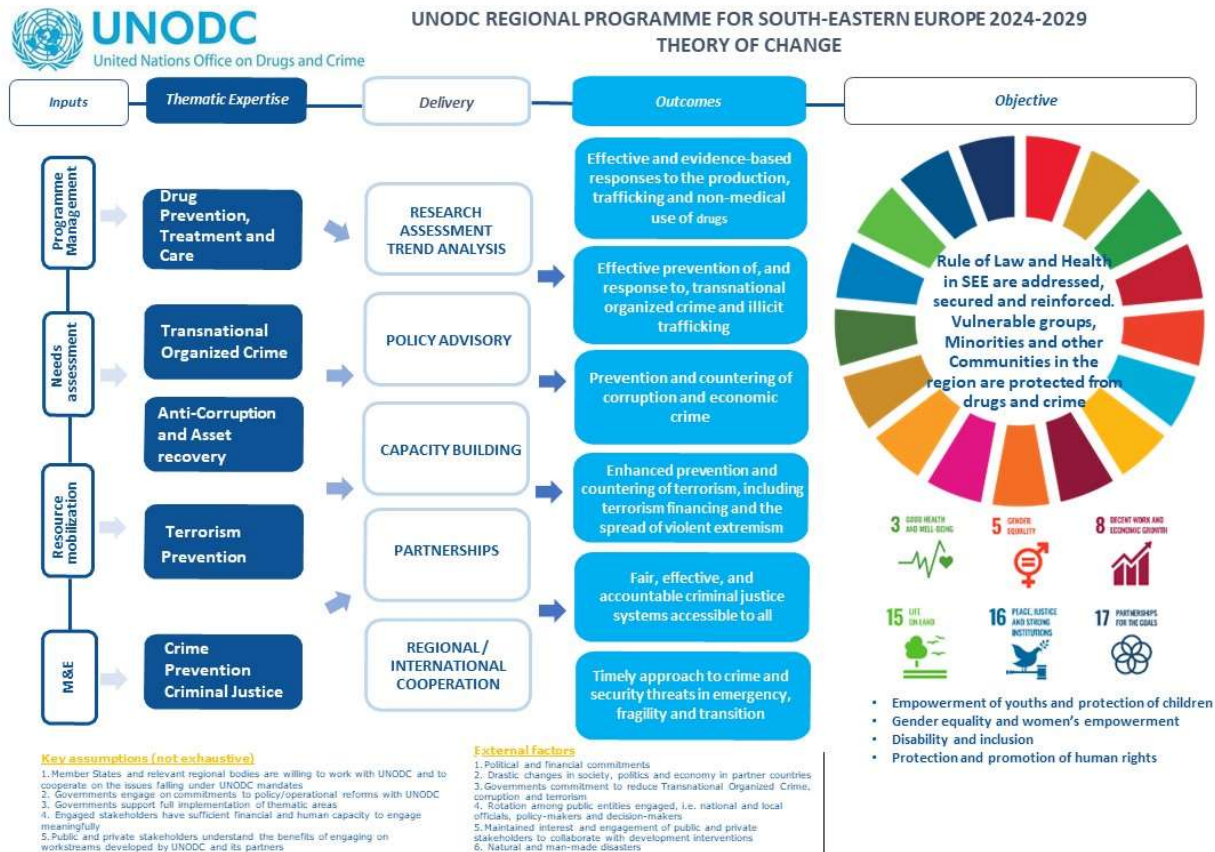 UNODC
United Nations Office on Drugs and Crime
UNODC REGIONAL PROGRAMME FOR SOUTH-EASTERN EUROPE 2024-2029
THEORY OF CHANGE
Inputs
Thematic Expertise
Delivery
Outcomes
Objective
Programme
Management
Needs
assessment
Resource
mobilization
M&E
Drug
Prevention,
Treatment and
Care
Transnational
Organized Crime
Anti-Corruption
and Asset
recovery
Terrorism
Prevention
Crime
Prevention
Criminal Justice
RESEARCH
ASSESSMENT
TREND ANALYSIS
POLICY ADVISORY
CAPACITY BUILDING
PARTNERSHIPS
REGIONAL /
INTERNATIONAL
COOPERATION
Effective and evidence-based
responses to the production,
trafficking and non-medical
use of drugs
Effective prevention of, and
response to, transnational
organized crime and illicit
trafficking
Prevention and countering of
corruption and economic
crime
Enhanced prevention and
countering of terrorism, including
terrorism financing and the
spread of violent extremism
Fair, effective, and
accountable criminal justice
systems accessible to all
Timely approach to crime and
security threats in emergency,
fragility and transition
Rule of Law and Health
in SEE are addressed,
secured and reinforced.
Vulnerable groups,
Minorities and other
Communities in the
region are protected from
drugs and crime
3 GOOD HEALTH
AND WELL-BEING
5 GENDER
EQUALITY
8 DECENT WORK AND
ECONOMIC GROWTH
15 LIFE
ON LAND
16 PEACE, JUSTICE
AND STRONG
INSTITUTIONS
17 PARTNERSHIPS
FOR THE GOALS
• Empowerment of youths and protection of children
• Gender equality and women's empowerment
• Disability and inclusion
• Protection and promotion of human rights
Key assumptions (not exhaustive)
1. Member States and relevant regional bodies are willing to work with UNODC and to
cooperate on the issues falling under UNODC mandates
2. Governments engage on commitments to policy/operational reforms with UNODC
3. Governments support full implementation of thematic areas
4. Engaged stakeholders have sufficient financial and human capacity to engage
meaningfully
5. Public and private stakeholders understand the benefits of engaging on
workstreams developed by UNODC and its partners
External factors
1. Political and financial commitments
2. Drastic changes in society, politics and economy in partner countries
3. Governments commitment to reduce Transnational Organized Crime,
corruption and terrorism
4. Rotation among public entities engaged, i.e. national and local
officials, policy-makers and decision-makers
5. Maintained interest and engagement of public and private
stakeholders to collaborate with development interventions
6. Natural and man-made disasters